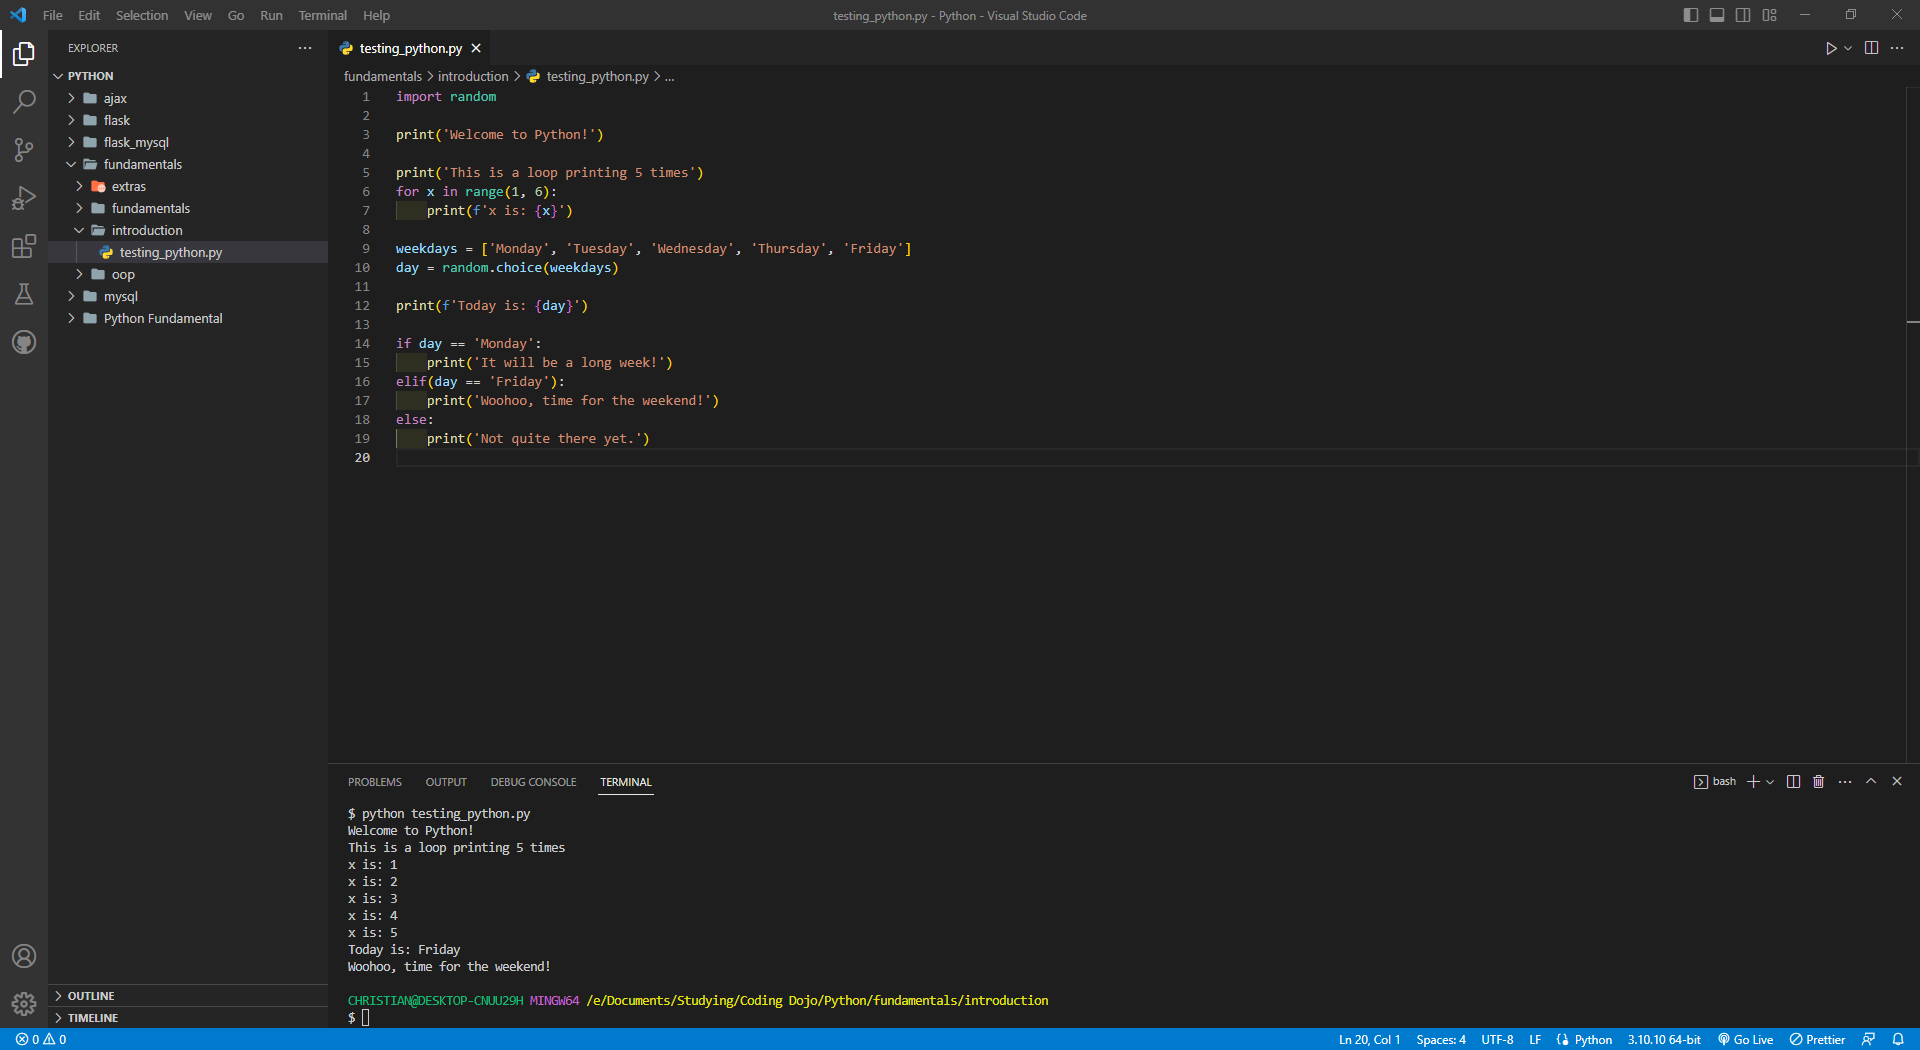 File Edit Selection View Go Run Terminal Help
testing_python.py - Python - Visual Studio Code
EXPLORER
PYTHON
ajax
flask
flask_mysql
fundamentals
extras
fundamentals
introduction
testing_python.py
oop
mysql
Python Fundamental
OUTLINE
TIMELINE
testing_python.py
fundamentals > introduction > testing_python.py > ...
1 import random
2
3 print('Welcome to Python!')
4
5 print('This is a loop printing 5 times')
6 for x in range(1, 6):
7     print(f'x is: {x}')
8
9 weekdays = ['Monday', 'Tuesday', 'Wednesday', 'Thursday', 'Friday']
10 day = random.choice(weekdays)
11
12 print(f'Today is: {day}')
13
14 if day == 'Monday':
15     print('It will be a long week!')
16 elif(day == 'Friday'):
17     print('Woohoo, time for the weekend!')
18 else:
19     print('Not quite there yet.')
20
PROBLEMS OUTPUT DEBUG CONSOLE TERMINAL
bash
$ python testing_python.py
Welcome to Python!
This is a loop printing 5 times
x is: 1
x is: 2
x is: 3
x is: 4
x is: 5
Today is: Friday
Woohoo, time for the weekend!
CHRISTIAN@DESKTOP-CNUU29H MINGW64 /e/Documents/Studying/Coding Dojo/Python/fundamentals/introduction
$
0 0
Ln 20, Col 1 Spaces: 4 UTF-8 LF Python 3.10.10 64-bit Go Live Prettier